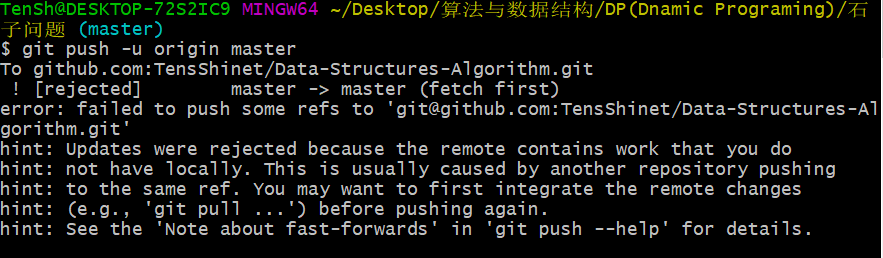 TenSh@DESKTOP-72S2IC9 MINGW64 ~/Desktop/算法与数据结构/DP(Dnamic Programing)/石
子问题 (master)
$ git push -u origin master
To github.com:TensShinet/Data-Structures-Algorithm.git
 ! [rejected]        master -> master (fetch first)
error: failed to push some refs to 'git@github.com:TensShinet/Data-Structures-Al
gorithm.git'
hint: Updates were rejected because the remote contains work that you do
hint: not have locally. This is usually caused by another repository pushing
hint: to the same ref. You may want to first integrate the remote changes
hint: (e.g., 'git pull ...') before pushing again.
hint: See the 'Note about fast-forwards' in 'git push --help' for details.